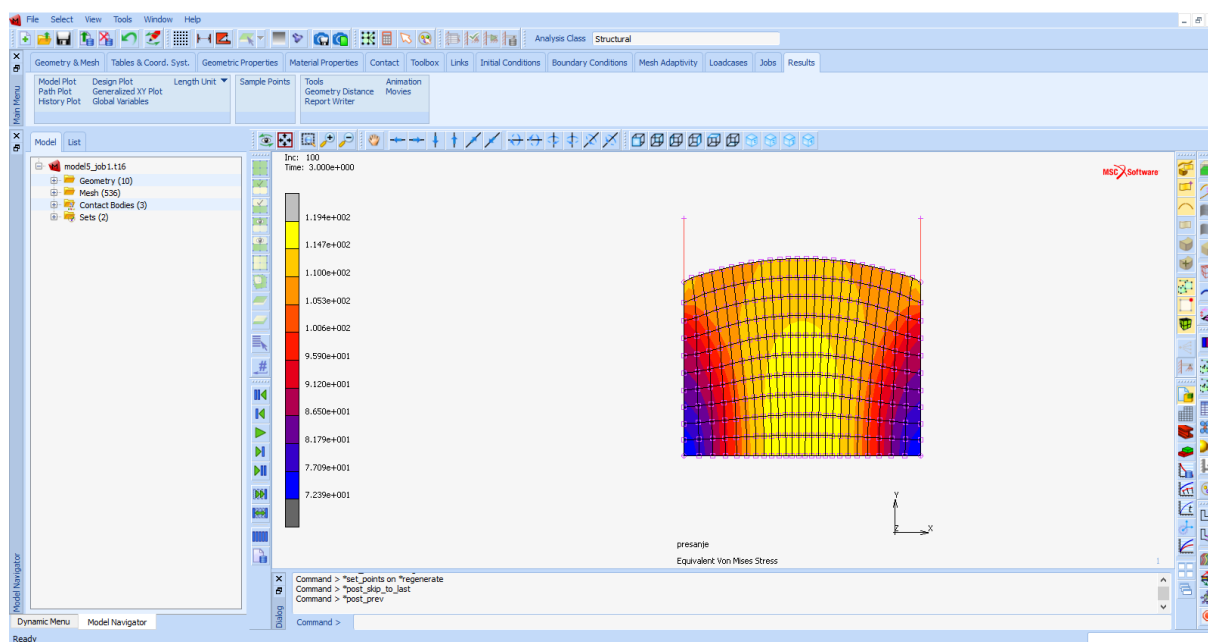 File Select View Tools Window Help
Analysis Class Structural
Geometry & Mesh Tables & Coord. Syst. Geometric Properties Material Properties Contact Toolbox Links Initial Conditions Boundary Conditions Mesh Adaptivity Loadcases Jobs Results
Model Plot Design Plot Length Unit Sample Points Tools Animation
Path Plot Generalized XY Plot Geometry Distance Movies
History Plot Global Variables Report Writer
Main Menu
Model List
model5_job1.t16
Geometry (10)
Mesh (536)
Contact Bodies (3)
Sets (2)
Inc: 100
Time: 3.000e+000
MSC Software
1.194e+002
1.147e+002
1.100e+002
1.053e+002
1.006e+002
9.590e+001
9.120e+001
8.650e+001
8.179e+001
7.709e+001
7.239e+001
Y
Z X
presanje
Equivalent Von Mises Stress
1
Model Navigator
Command > *set_points on *regenerate
Command > *post_skip_to_last
Command > *post_prev
Dialog
Command >
Dynamic Menu Model Navigator
Ready